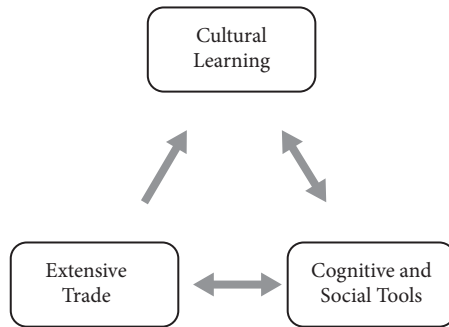 Cultural
Learning
Extensive
Trade
Cognitive and
Social Tools